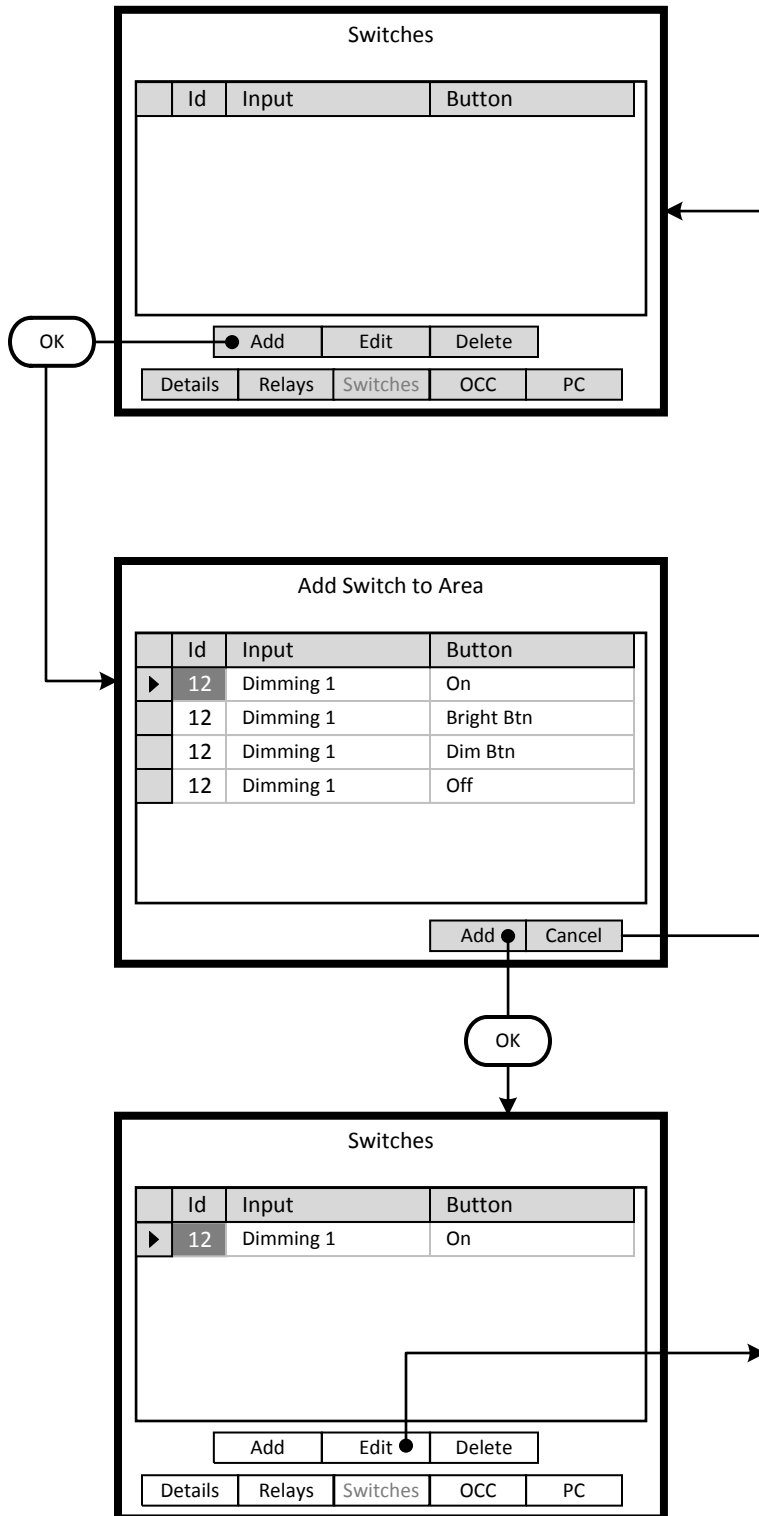 Switches
Id Input Button
OK
Add Edit Delete
Details Relays Switches OCC PC
Add Switch to Area
Id Input Button
12 Dimming 1 On
12 Dimming 1 Bright Btn
12 Dimming 1 Dim Btn
12 Dimming 1 Off
Add Cancel
OK
Switches
Id Input Button
12 Dimming 1 On
Add Edit Delete
Details Relays Switches OCC PC